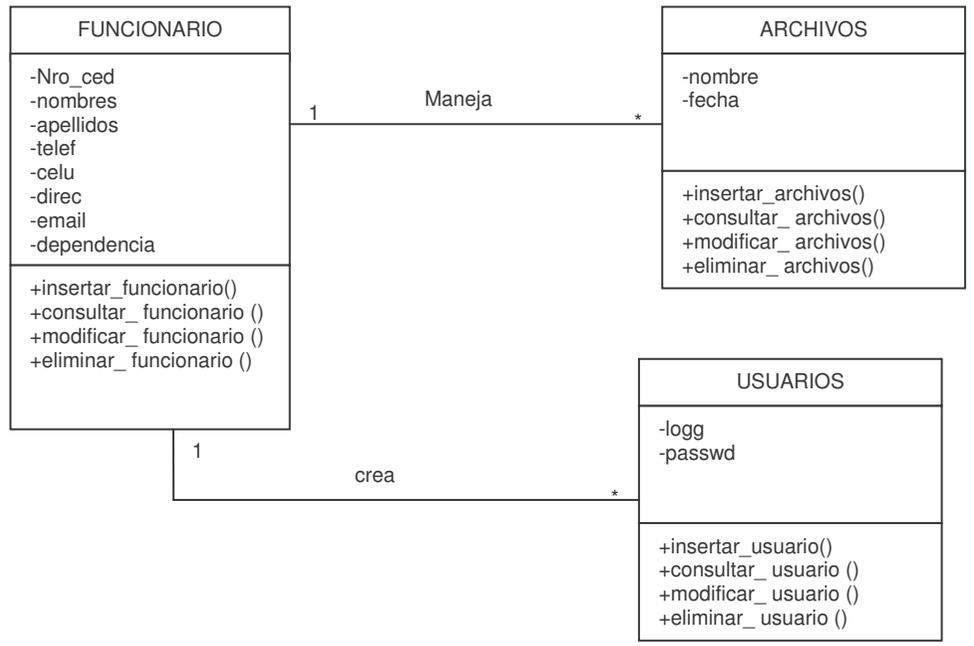 FUNCIONARIO
-Nro_ced
-nombres
-apellidos
-telef
-celu
-direc
-email
-dependencia
+insertar_funcionario()
+consultar_ funcionario ()
+modificar_ funcionario ()
+eliminar_ funcionario ()
1
Maneja
*
ARCHIVOS
-nombre
-fecha
+insertar_archivos()
+consultar_ archivos()
+modificar_ archivos()
+eliminar_ archivos()
1
crea
*
USUARIOS
-logg
-passwd
+insertar_usuario()
+consultar_ usuario ()
+modificar_ usuario ()
+eliminar_ usuario ()